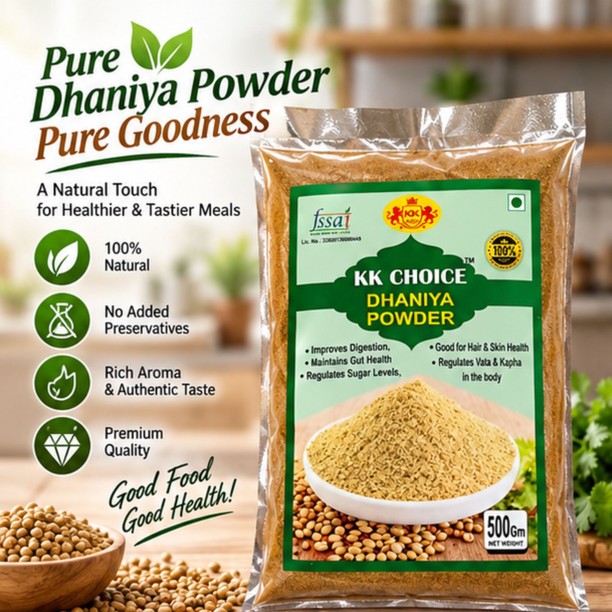 Pure
Dhaniya Powder
Pure Goodness
A Natural Touch
for Healthier & Tastier Meals
100%
Natural
No Added
Preservatives
Rich Aroma
& Authentic Taste
Premium
Quality
Good Food
Good Health!
fssai
Lic. No.
KK
100%
KK CHOICE™
DHANIYA
POWDER
• Improves Digestion,
• Maintains Gut Health
• Regulates Sugar Levels,
• Good for Hair & Skin Health
• Regulates Vata & Kapha
in the body
500Gm
NET WEIGHT